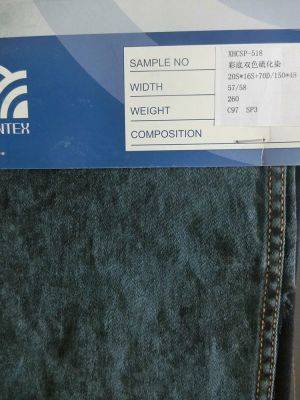 XHCSP-518
SAMPLE NO 彩底双色硫化染
20S*16S+70D/150*48
WIDTH 57/58
WEIGHT 260
COMPOSITION C97 SP3
NTEX